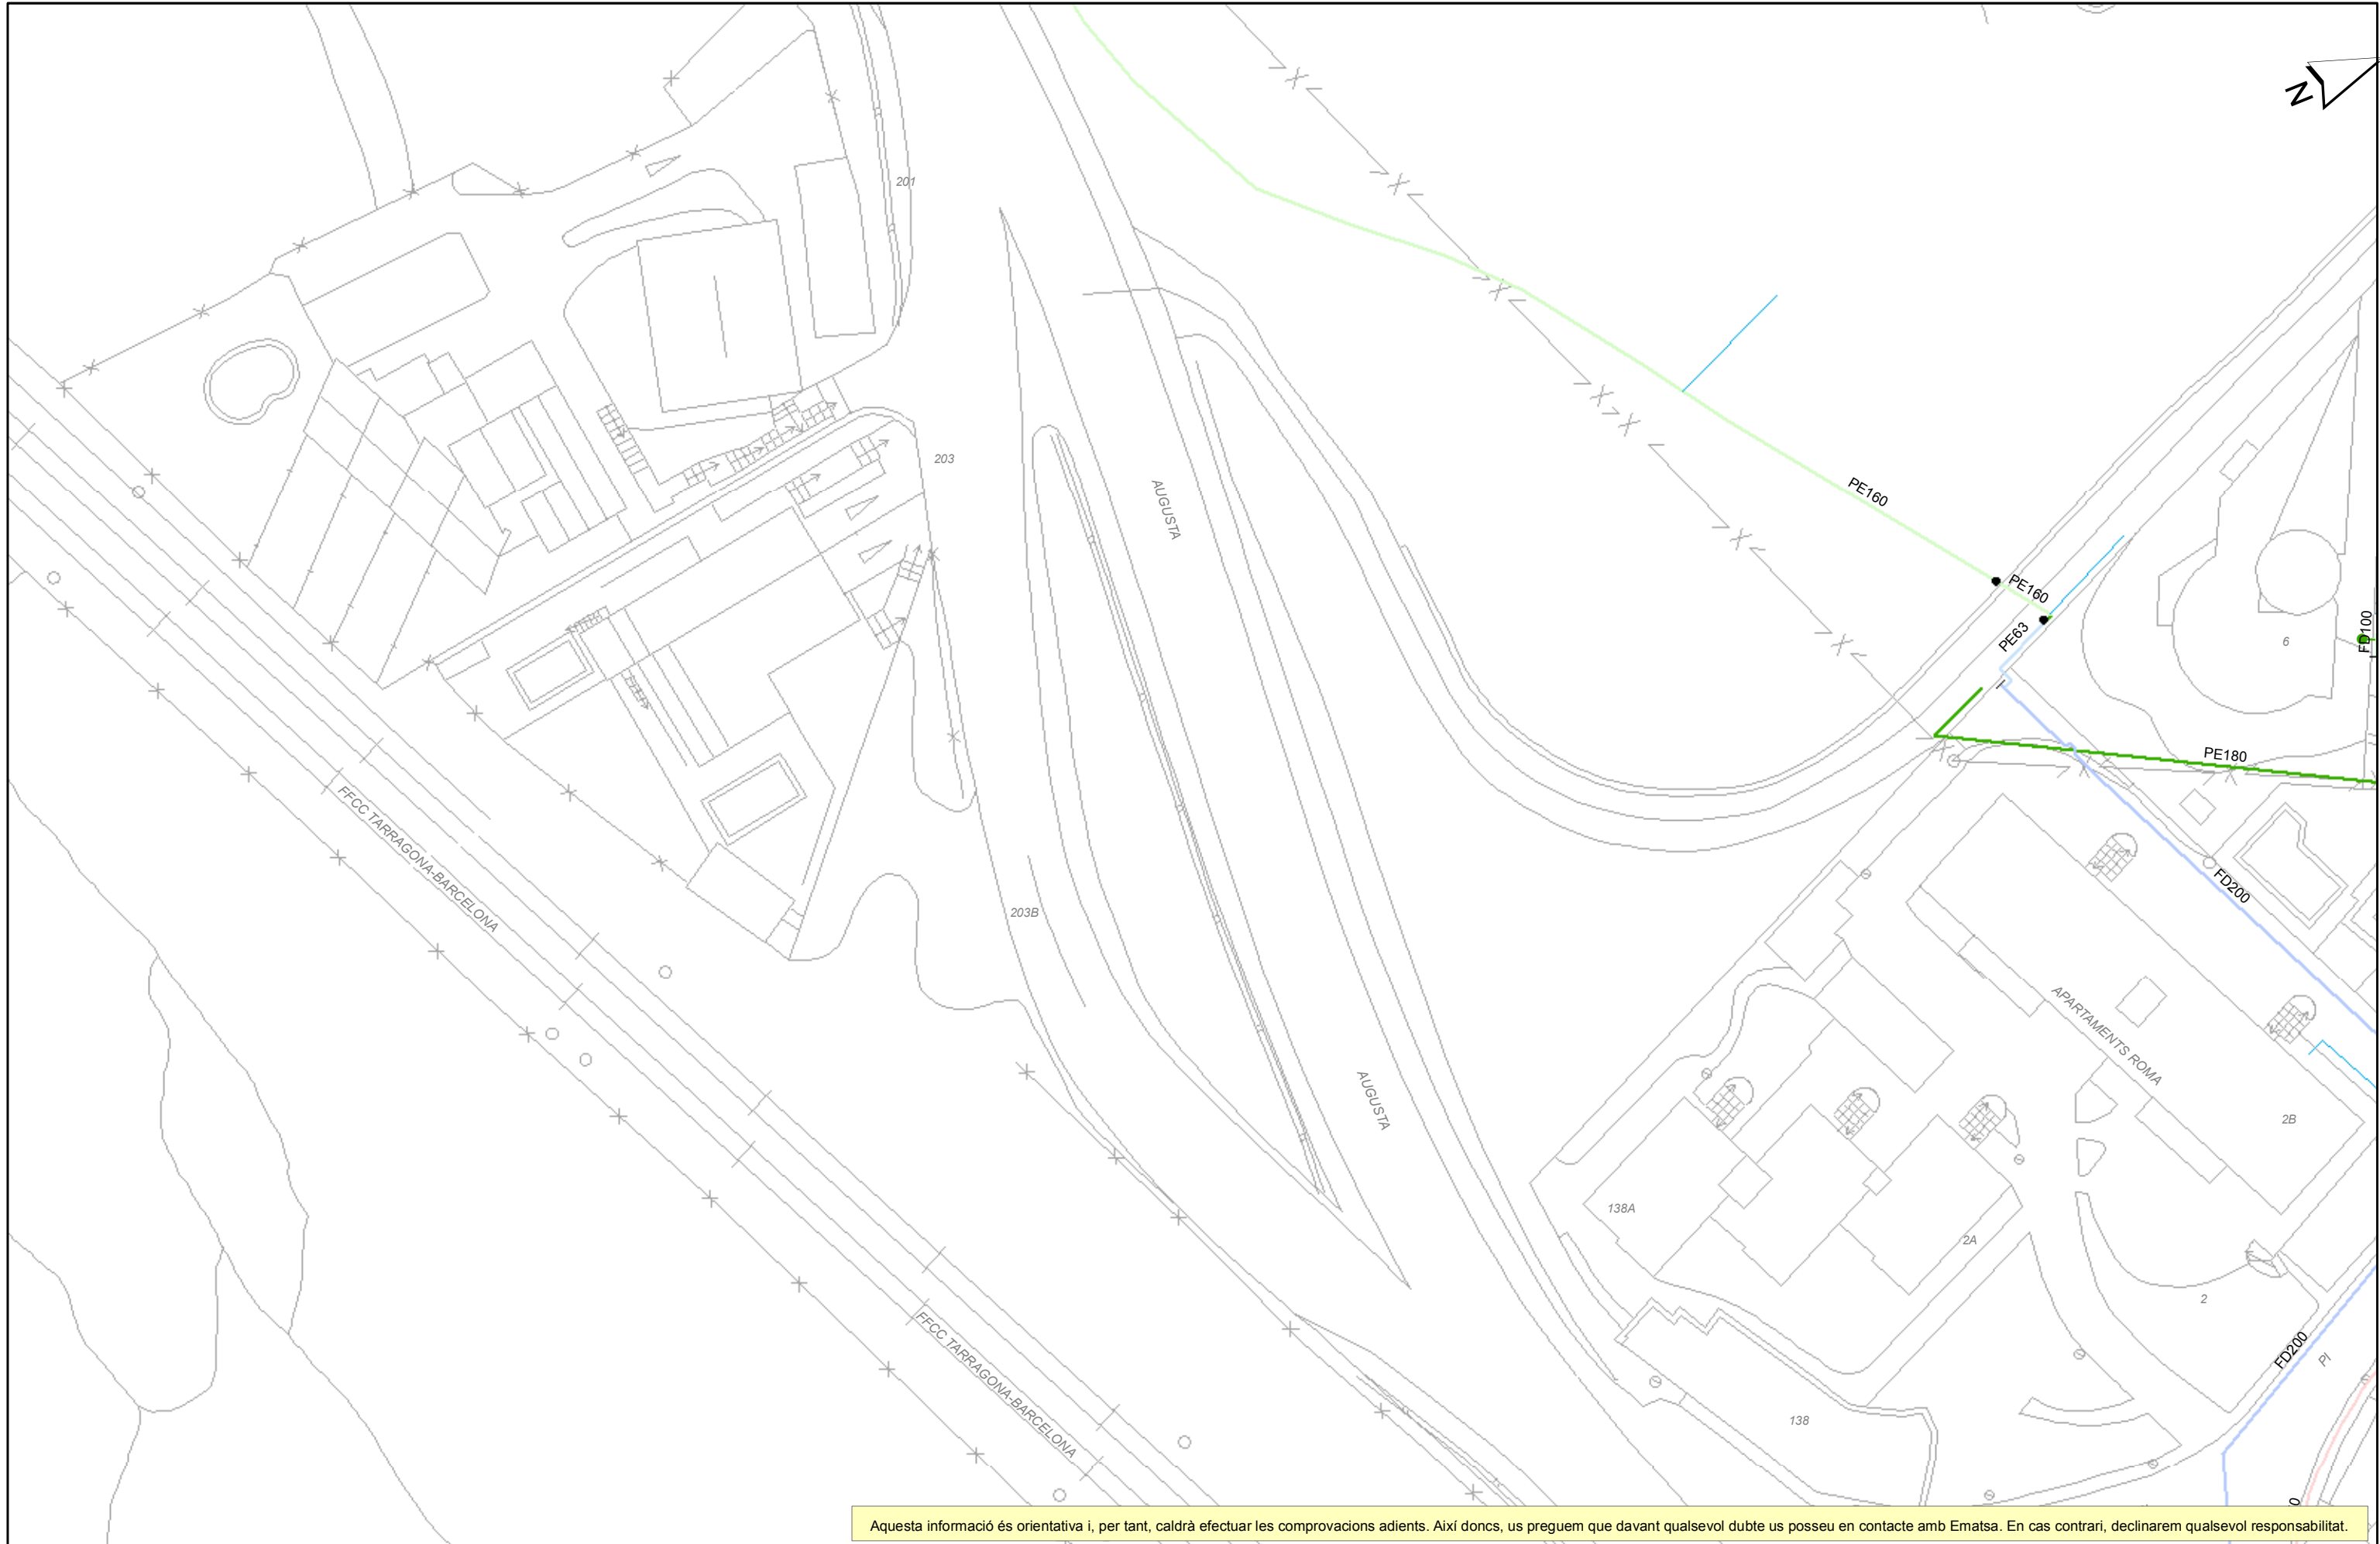 N
201
203
AUGUSTA
PE160
PE160
PE63
FD100
6
PE180
FFCC TARRAGONA-BARCELONA
FD200
203B
APARTAMENTS ROMA
AUGUSTA
2B
138A
2A
2
FD200
PI
FFCC TARRAGONA-BARCELONA
138
0
Aquesta informació és orientativa i, per tant, caldrà efectuar les comprovacions adients. Així doncs, us preguem que davant qualsevol dubte us posseu en contacte amb Ematsa. En cas contrari, declinarem qualsevol responsabilitat.